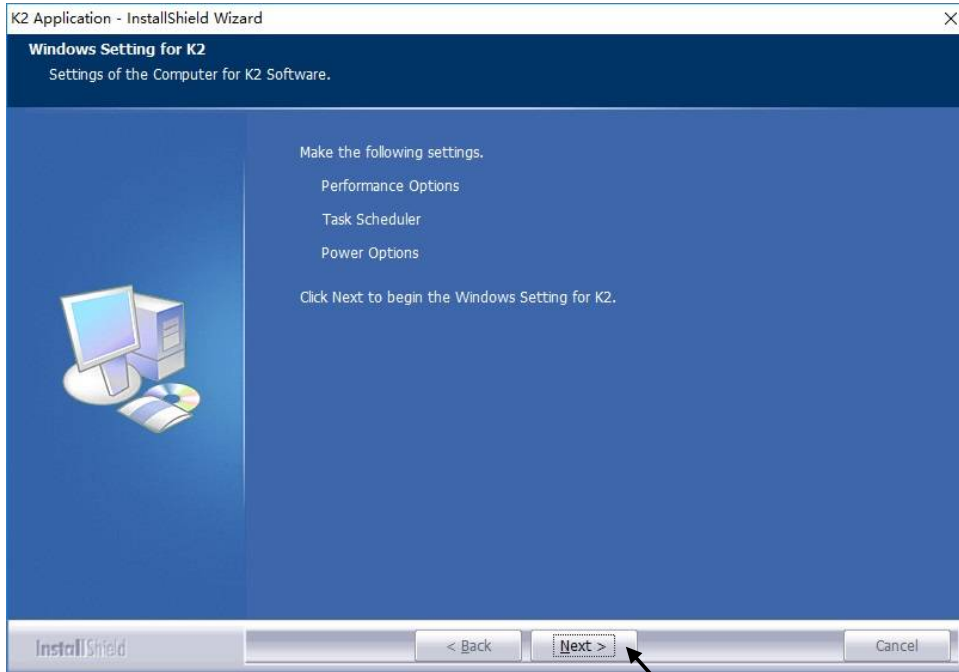 K2 Application - InstallShield Wizard
Windows Setting for K2
Settings of the Computer for K2 Software.
Make the following settings.
Performance Options
Task Scheduler
Power Options
Click Next to begin the Windows Setting for K2.
InstallShield
< Back
Next >
Cancel